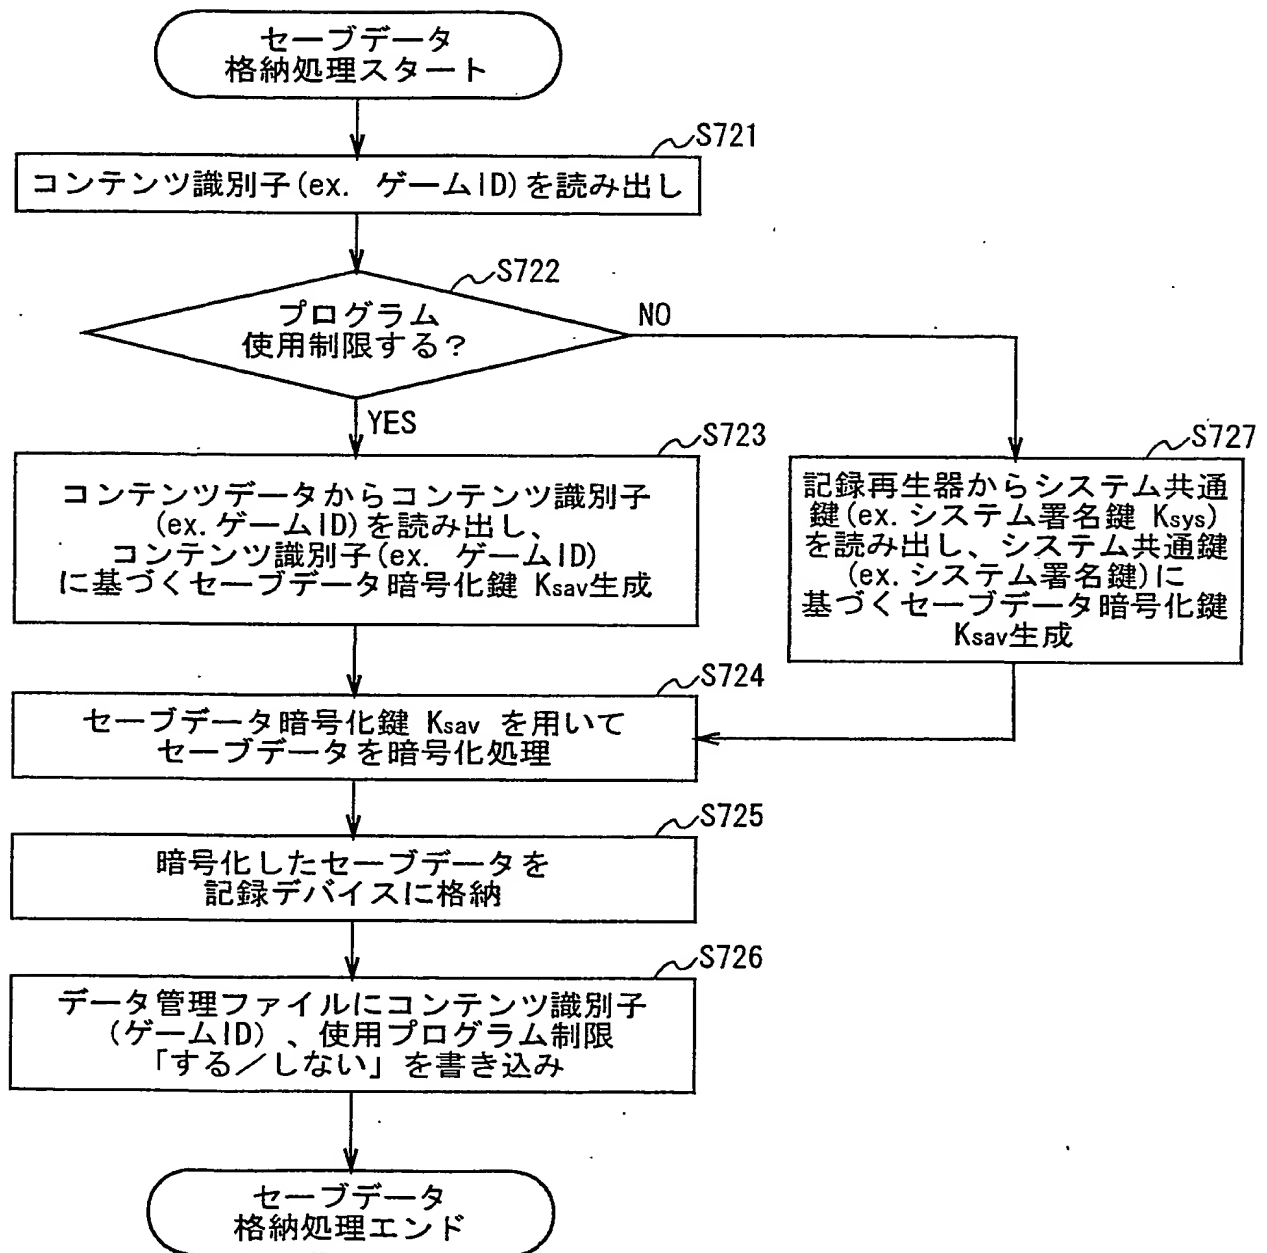 セーブデータ
格納処理スタート
S721
コンテンツ識別子(ex. ゲームID)を読み出し
S722
プログラム
使用制限する?
NO
YES
S723
コンテンツデータからコンテンツ識別子
(ex.ゲームID)を読み出し、
コンテンツ識別子(ex. ゲームID)
に基づくセーブデータ暗号化鍵 Ksav生成
S727
記録再生器からシステム共通
鍵(ex.システム署名鍵 Ksys)
を読み出し、システム共通鍵
(ex.システム署名鍵)に
基づくセーブデータ暗号化鍵
Ksav生成
S724
セーブデータ暗号化鍵 Ksav を用いて
セーブデータを暗号化処理
S725
暗号化したセーブデータを
記録デバイスに格納
S726
データ管理ファイルにコンテンツ識別子
(ゲームID)、使用プログラム制限
「する/しない」を書き込み
セーブデータ
格納処理エンド